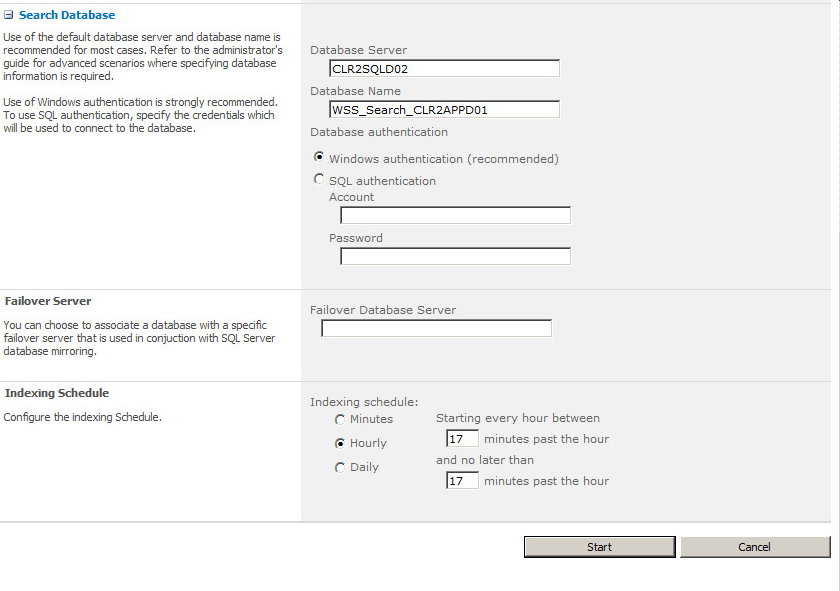 Search Database
Use of the default database server and database name is
recommended for most cases. Refer to the administrator's
guide for advanced scenarios where specifying database
information is required.
Use of Windows authentication is strongly recommended.
To use SQL authentication, specify the credentials which
will be used to connect to the database.
Database Server
CLR2SQLD02
Database Name
WSS_Search_CLR2APPD01
Database authentication
Windows authentication (recommended)
SQL authentication
Account
Password
Failover Server
You can choose to associate a database with a specific
failover server that is used in conjuction with SQL Server
database mirroring.
Failover Database Server
Indexing Schedule
Configure the indexing Schedule.
Indexing schedule:
Minutes
Hourly
Daily
Starting every hour between
17 minutes past the hour
and no later than
17 minutes past the hour
Start
Cancel